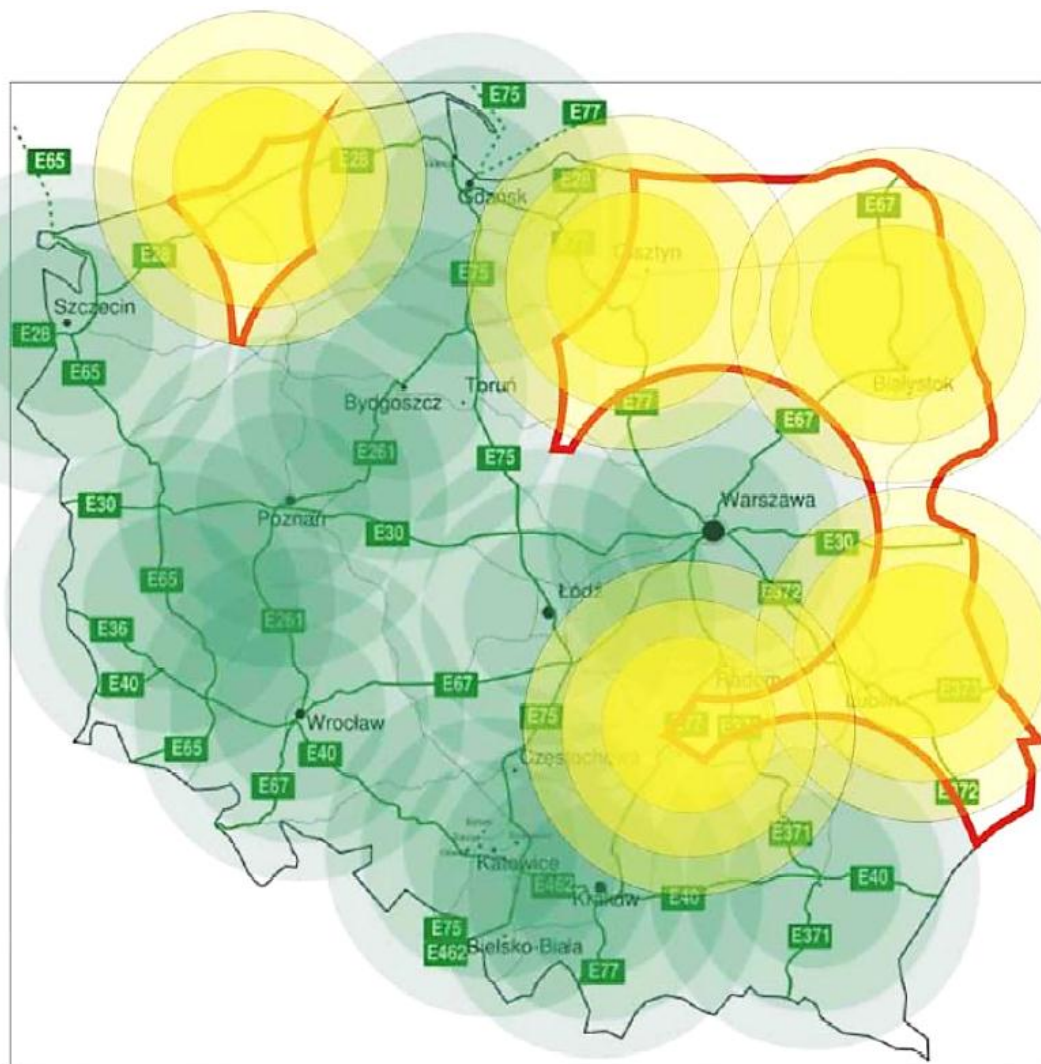 E75
E77
E65
E28
E28
Gdańsk
E67
E28
E75
Olsztyn
Szczecin
E28
E65
Bydgoszcz
Toruń
E77
Białystok
E67
E261
E75
E30
Poznań
E30
Warszawa
E30
E65
Łódź
E372
E36
E261
E40
E67
Radom
Lublin
E371
Wrocław
E75
E77
E65
E40
Częstochowa
E67
E372
E371
Katowice
E462
Kraków
E40
E40
E75
E462
Bielsko-Biała
E77
E371